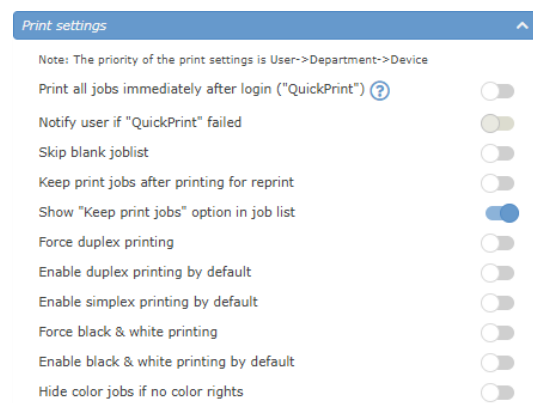 Print settings
Note: The priority of the print settings is User->Department->Device
Print all jobs immediately after login ("QuickPrint") ?
Notify user if "QuickPrint" failed
Skip blank joblist
Keep print jobs after printing for reprint
Show "Keep print jobs" option in job list
Force duplex printing
Enable duplex printing by default
Enable simplex printing by default
Force black & white printing
Enable black & white printing by default
Hide color jobs if no color rights